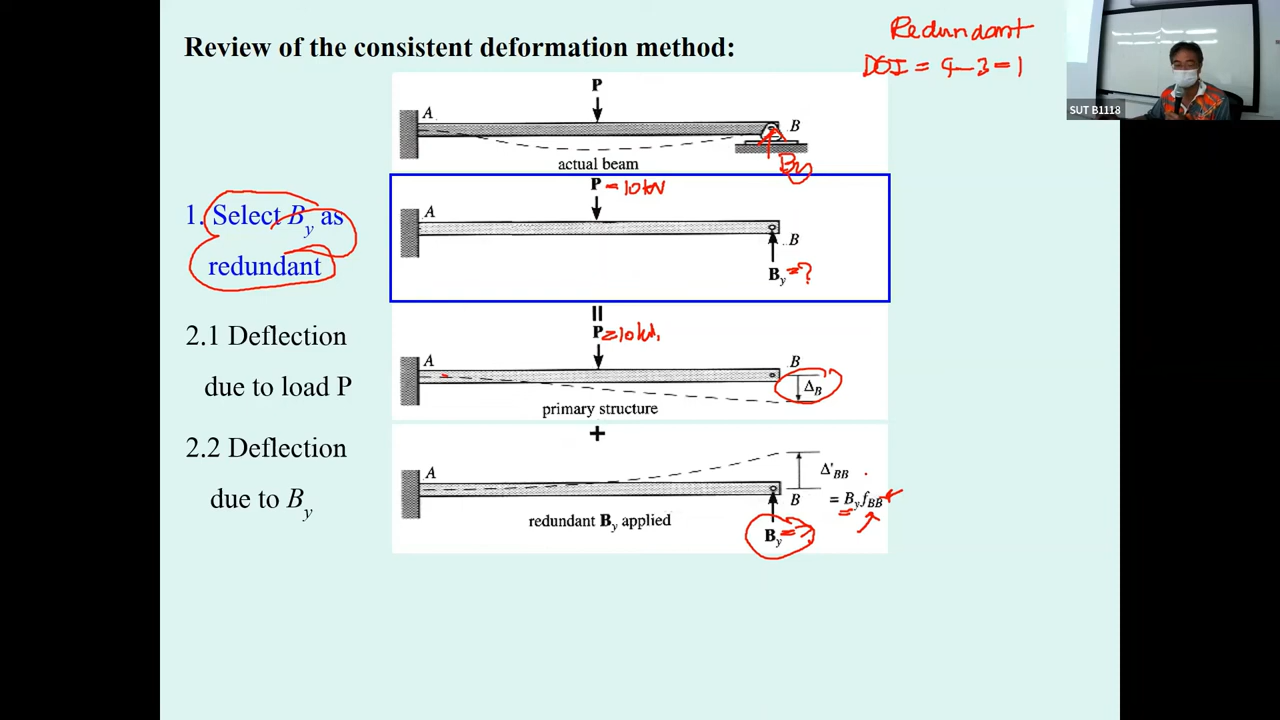 Review of the consistent deformation method:
Redundant
DOI = 4-3=1
SUT B1118
P
A
B
By
actual beam
1. Select By as
redundant
P = 10 kN
A
B
By = ?
=
P = 10 kN
2.1 Deflection
due to load P
A
B
ΔB
primary structure
+
2.2 Deflection
due to By
A
Δ'BB
B
= By fBB
redundant By applied
By = ?